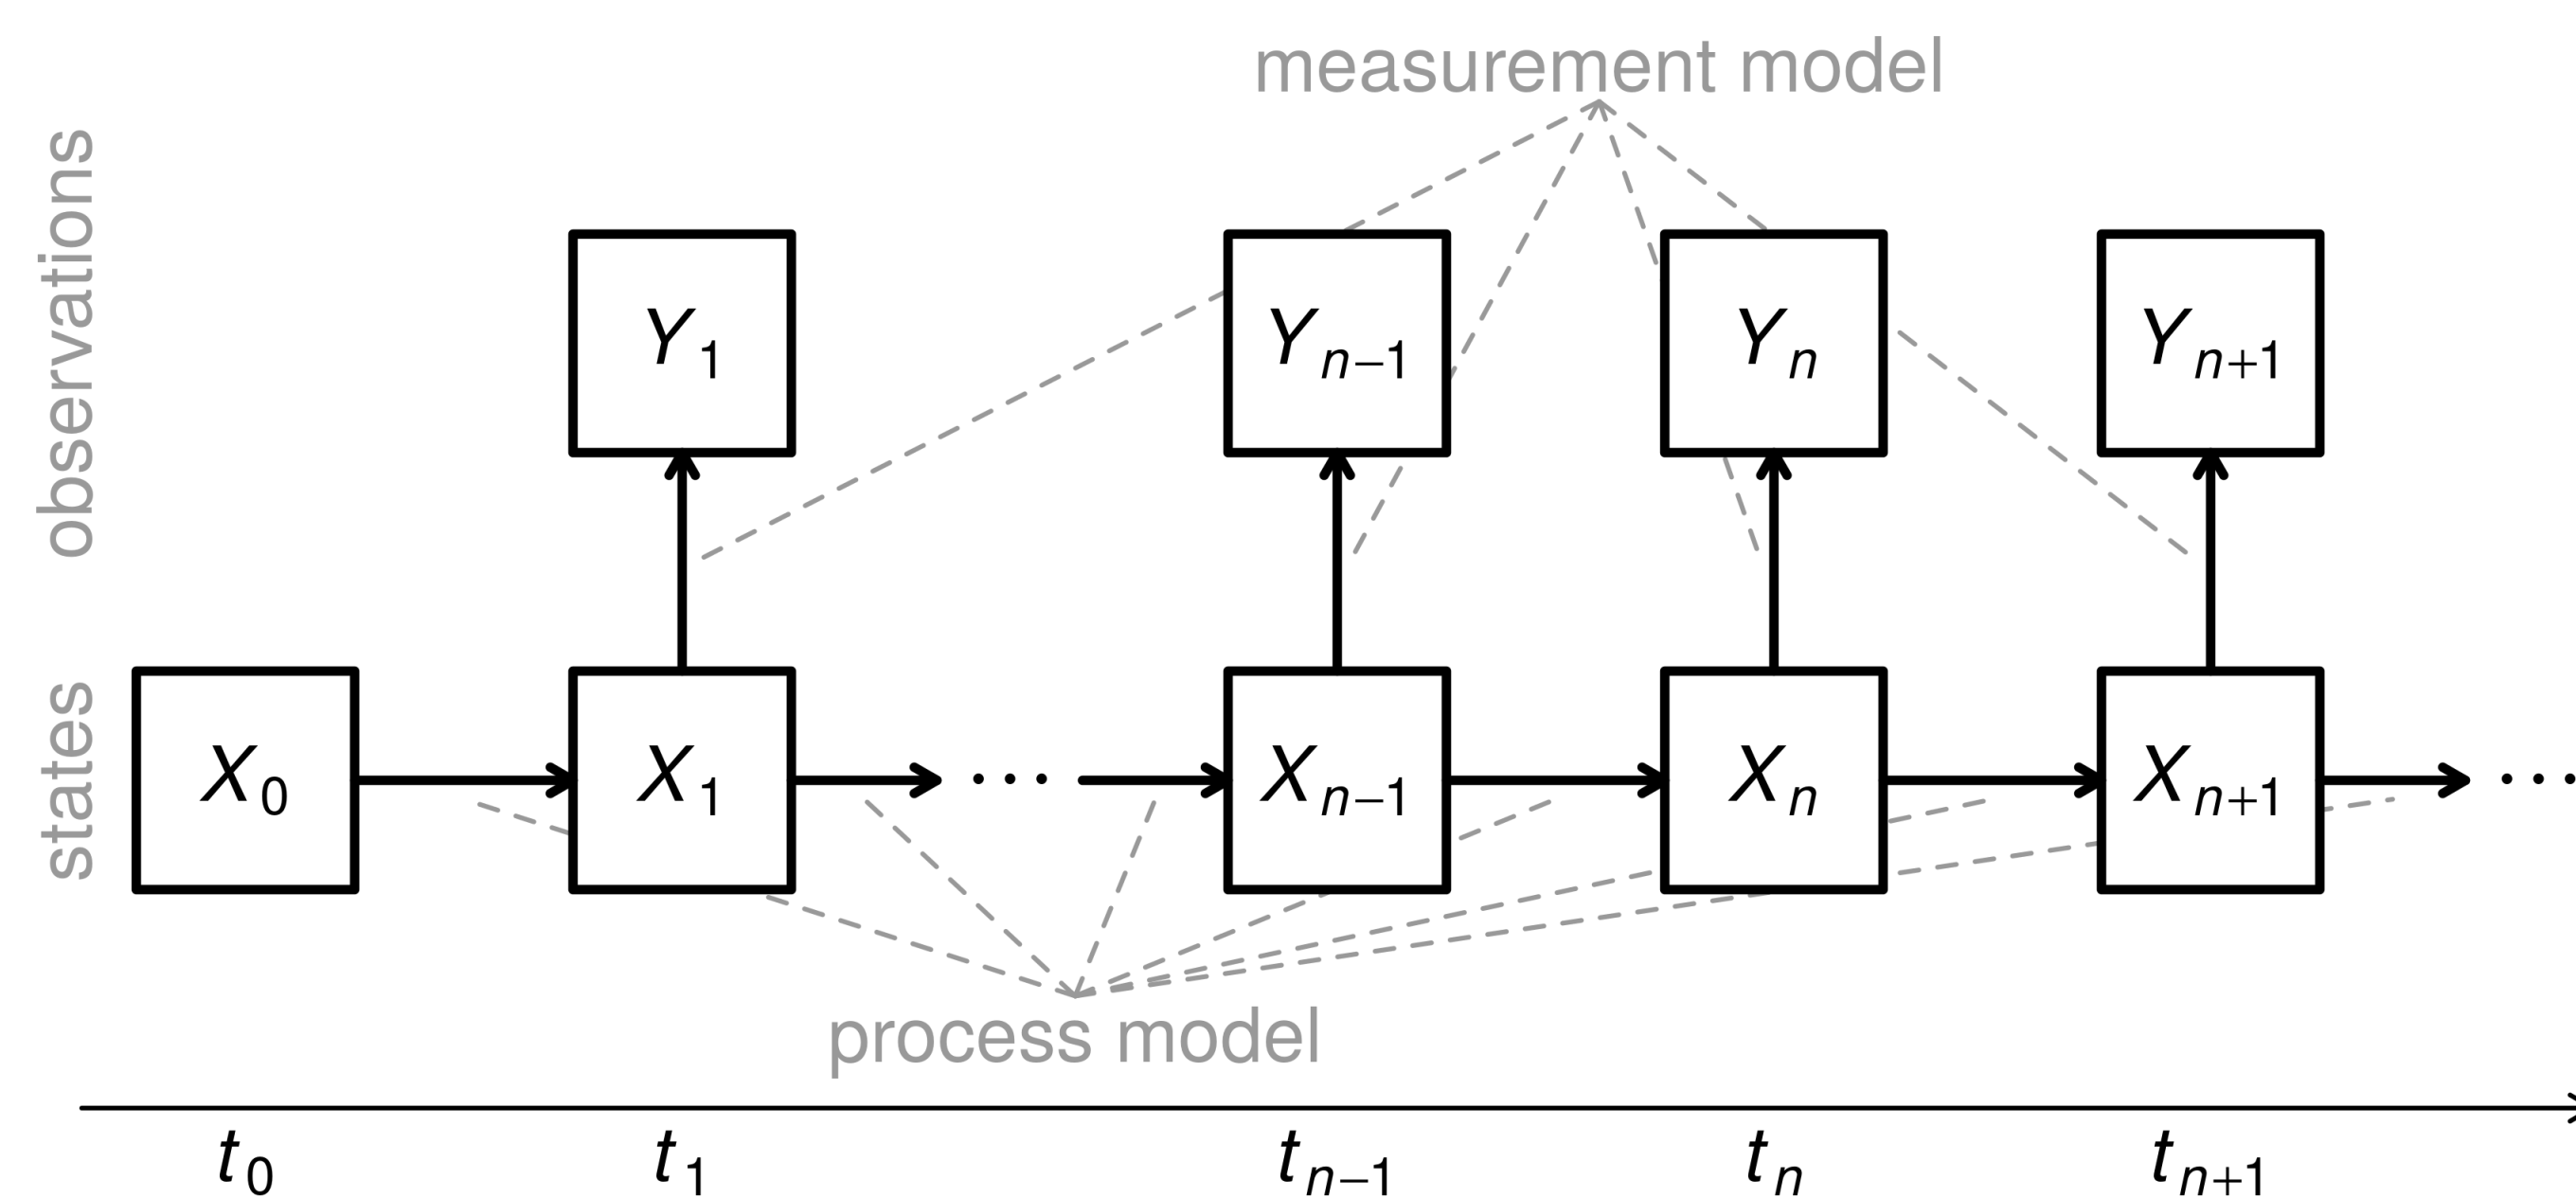 measurement model
observations
Y1 Yn−1 Yn Yn+1
states
X0 X1 ··· Xn−1 Xn Xn+1 ···
process model
t0 t1 tn−1 tn tn+1